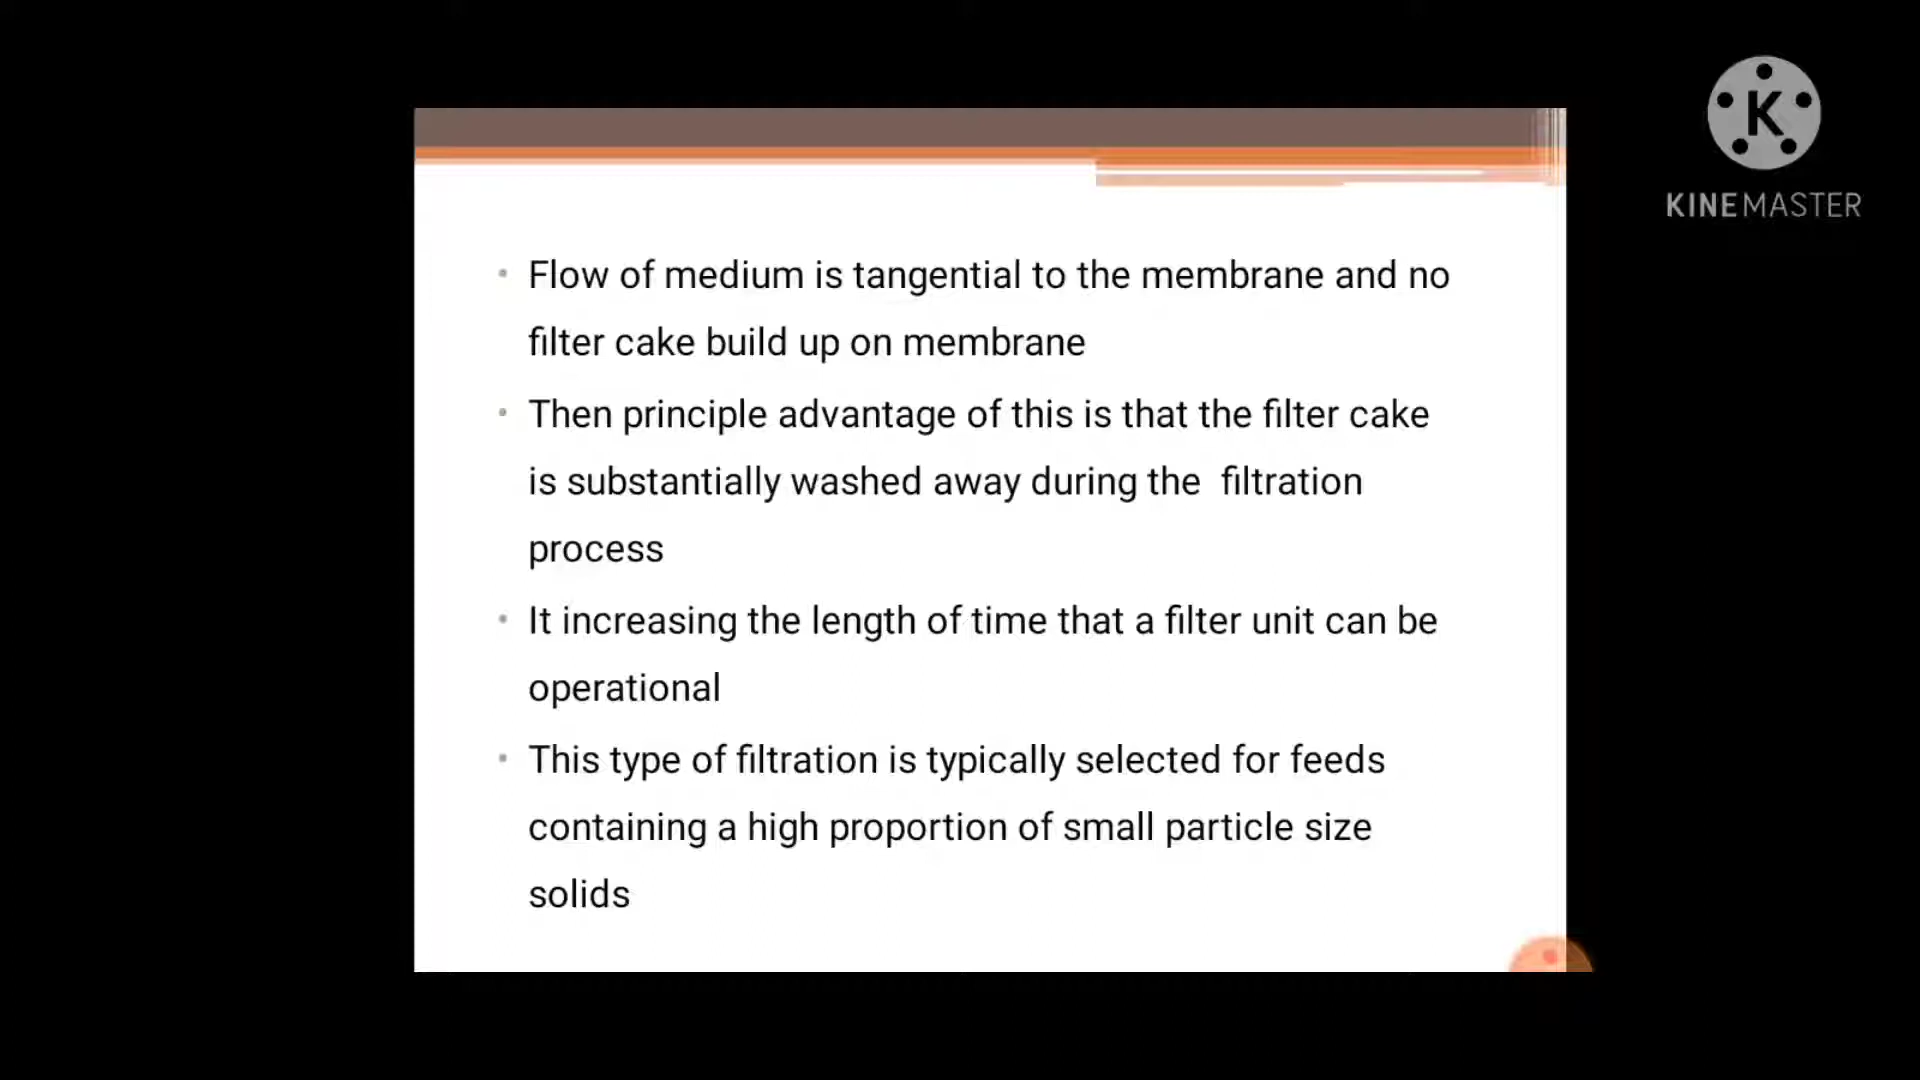 K
KINEMASTER
Flow of medium is tangential to the membrane and no
filter cake build up on membrane
Then principle advantage of this is that the filter cake
is substantially washed away during the filtration
process
It increasing the length of time that a filter unit can be
operational
This type of filtration is typically selected for feeds
containing a high proportion of small particle size
solids